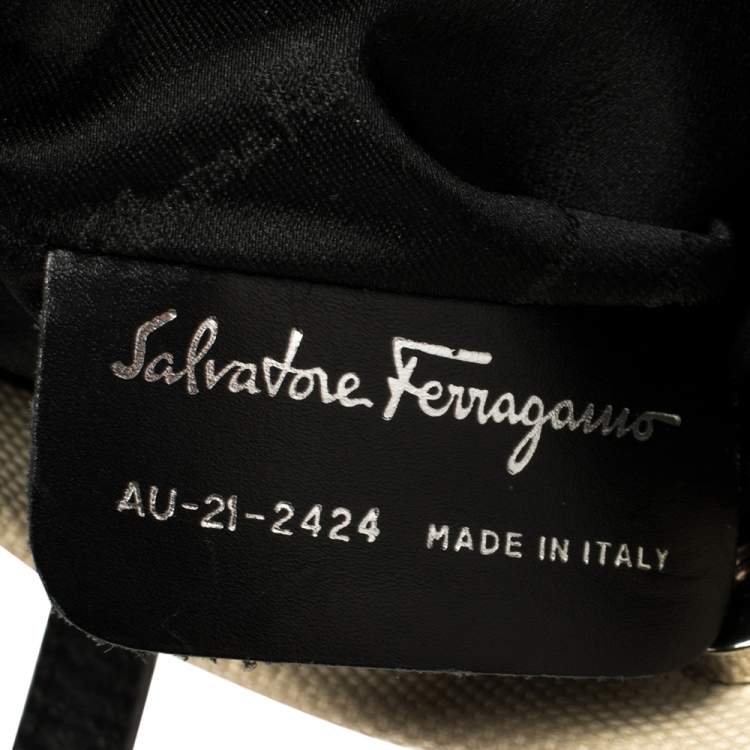 Salvatore Ferragamo
AU-21-2424 MADE IN ITALY